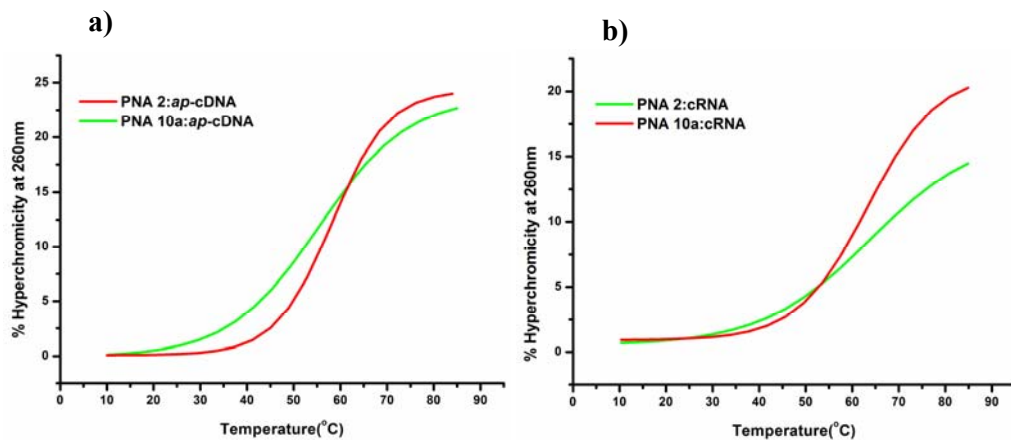 a)
PNA 2:ap-cDNA
PNA 10a:ap-cDNA
% Hyperchromicity at 260nm
25
20
15
10
5
0
0 10 20 30 40 50 60 70 80 90
Temperature(°C)
b)
PNA 2:cRNA
PNA 10a:cRNA
% Hyperchromicity at 260nm
20
15
10
5
0
0 10 20 30 40 50 60 70 80 90
Temperature(°C)